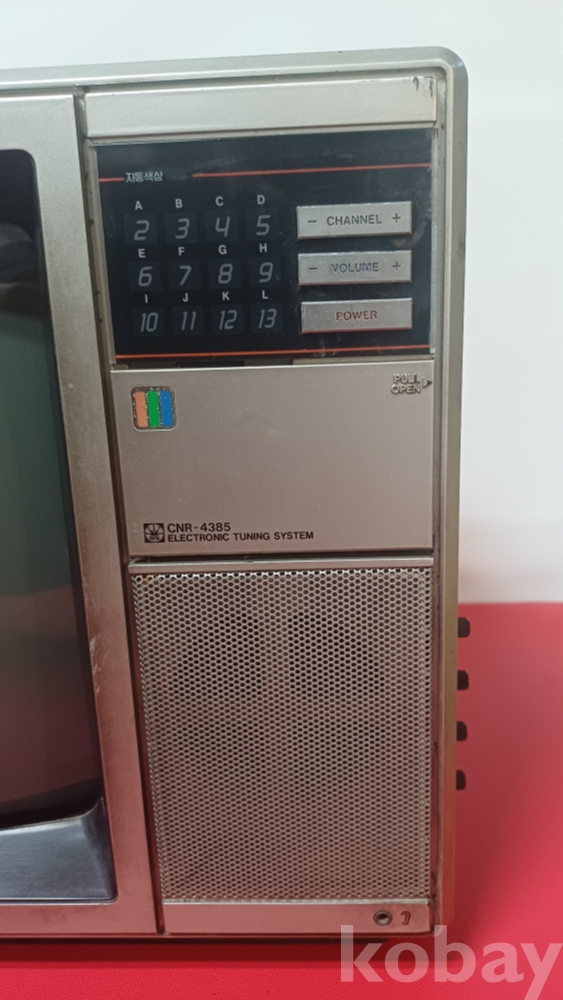 자동색상
A B C D
2 3 4 5
E F G H
6 7 8 9
I J K L
10 11 12 13
- CHANNEL +
- VOLUME +
POWER
PULL
OPEN
CNR-4385
ELECTRONIC TUNING SYSTEM
kobay